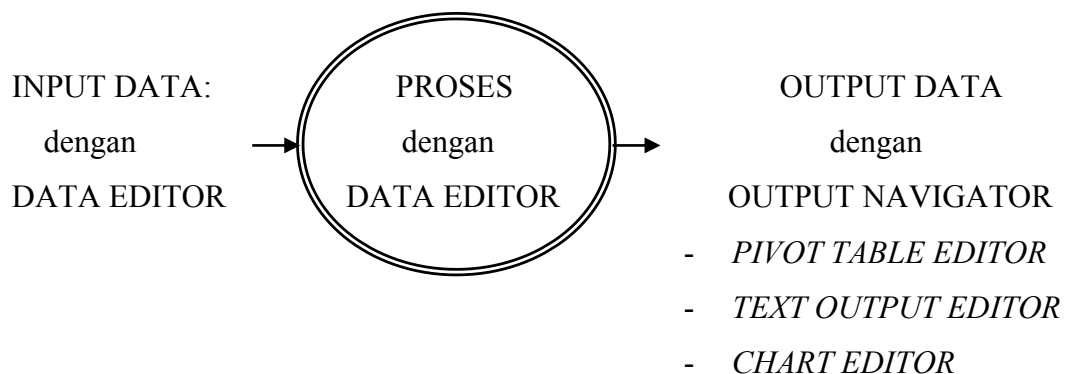 INPUT DATA:
dengan
DATA EDITOR
PROSES
dengan
DATA EDITOR
OUTPUT DATA
dengan
OUTPUT NAVIGATOR
- PIVOT TABLE EDITOR
- TEXT OUTPUT EDITOR
- CHART EDITOR